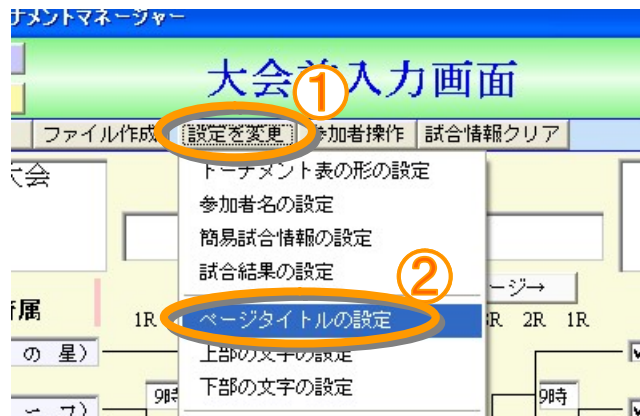 ナメントマネージャー
大会前入力画面
①
ファイル作成 設定を変更 参加者操作 試合情報クリア
大会
トーナメント表の形の設定
参加者名の設定
簡易試合情報の設定
試合結果の設定
②
ページ→
ページタイトルの設定
所属
1R 3R 2R 1R
の 星)
上部の文字の設定
下部の文字の設定
9時 9時